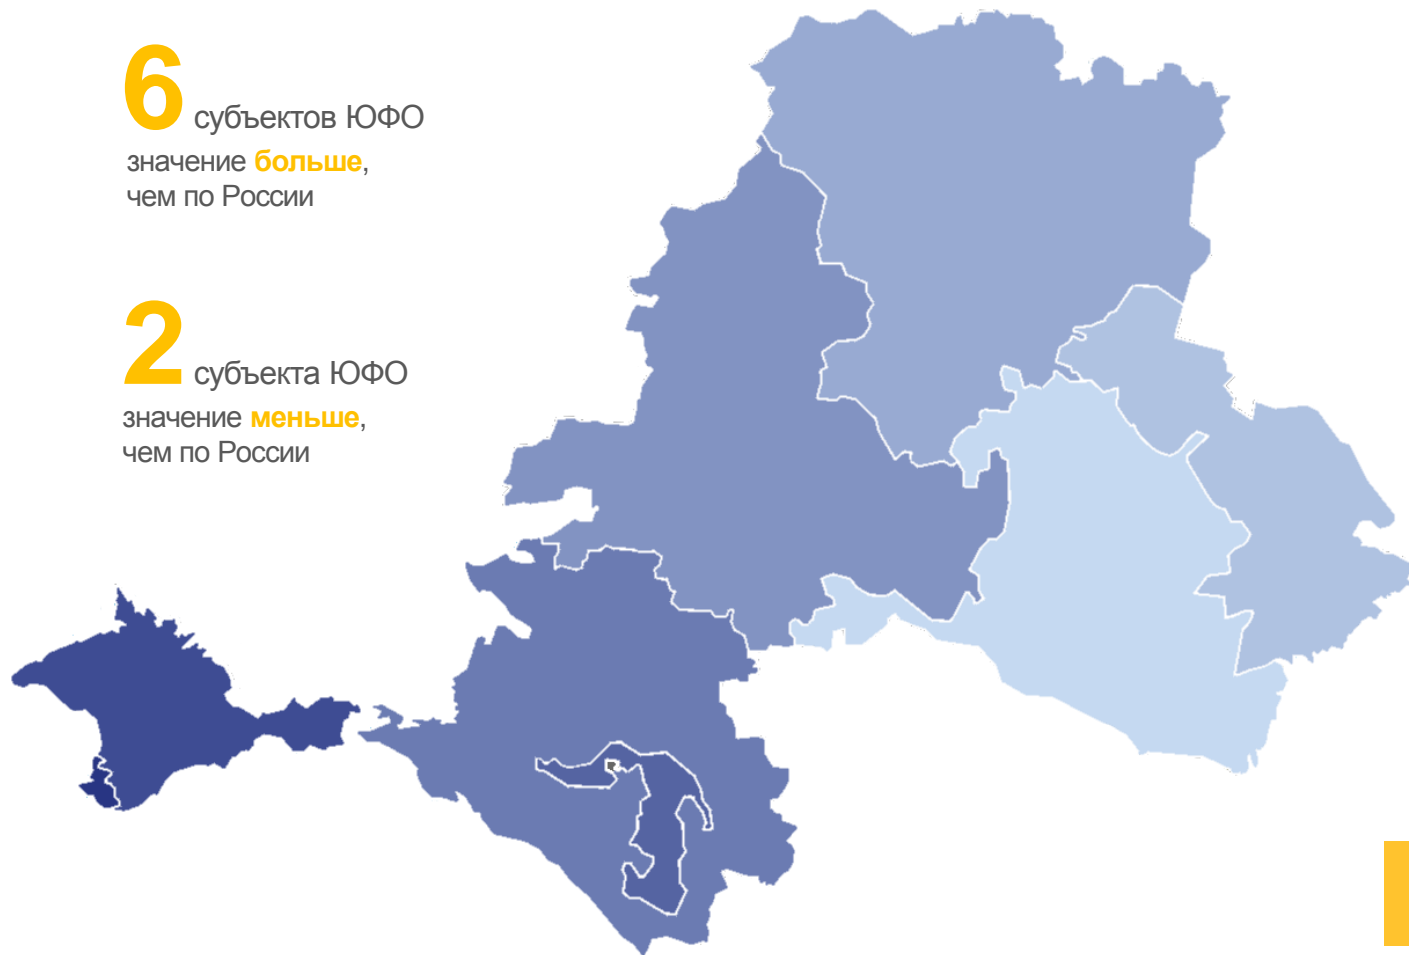 6 субъектов ЮФО
значение больше,
чем по России
2 субъекта ЮФО
значение меньше,
чем по России